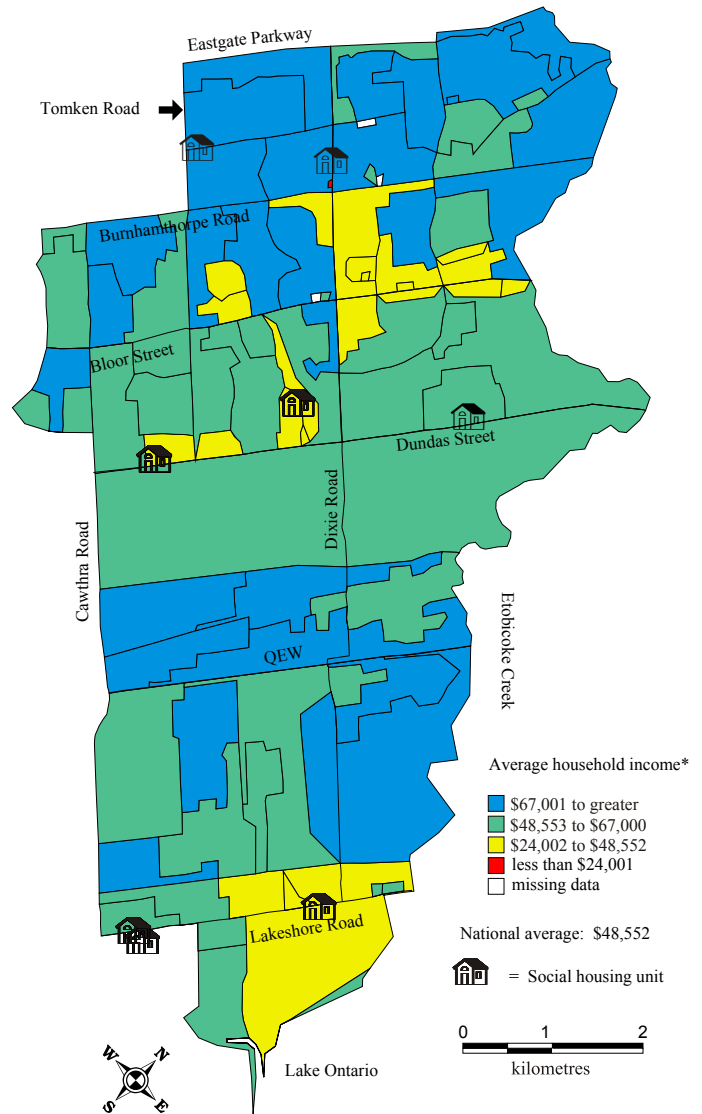 Eastgate Parkway
Tomken Road
Burnhamthorpe Road
Bloor Street
Dundas Street
Dixie Road
Cawthra Road
Etobicoke Creek
QEW
Average household income*
$67,001 to greater
$48,553 to $67,000
$24,002 to $48,552
less than $24,001
missing data
Lakeshore Road
National average: $48,552
= Social housing unit
0 1 2
kilometres
Lake Ontario
W N
S E